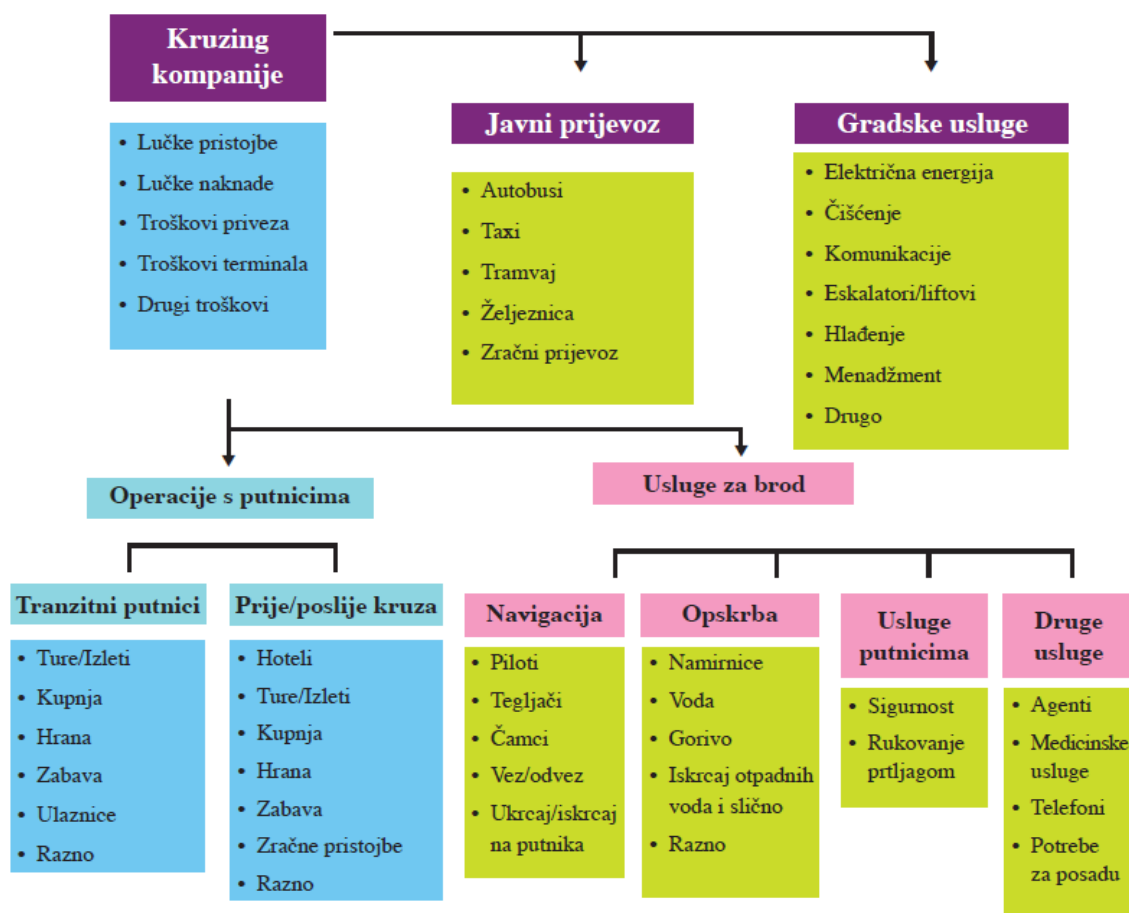 Kruzing
kompanije
• Lučke pristojbe
• Lučke naknade
• Troškovi priveza
• Troškovi terminala
• Drugi troškovi
Javni prijevoz
• Autobusi
• Taxi
• Tramvaj
• Željeznica
• Zračni prijevoz
Gradske usluge
• Električna energija
• Čišćenje
• Komunikacije
• Eskalatori/liftovi
• Hlađenje
• Menadžment
• Drugo
Operacije s putnicima
Usluge za brod
Tranzitni putnici
• Ture/Izleti
• Kupnja
• Hrana
• Zabava
• Ulaznice
• Razno
Prije/poslije kruza
• Hoteli
• Ture/Izleti
• Kupnja
• Hrana
• Zabava
• Zračne pristojbe
• Razno
Navigacija
• Piloti
• Tegljači
• Čamci
• Vez/odvez
• Ukrcaj/iskrcaj
na putnika
Opskrba
• Namirnice
• Voda
• Gorivo
• Iskrcaj otpadnih
voda i slično
• Razno
Usluge
putnicima
• Sigurnost
• Rukovanje
prtljagom
Druge
usluge
• Agenti
• Medicinske
usluge
• Telefoni
• Potrebe
za posadu